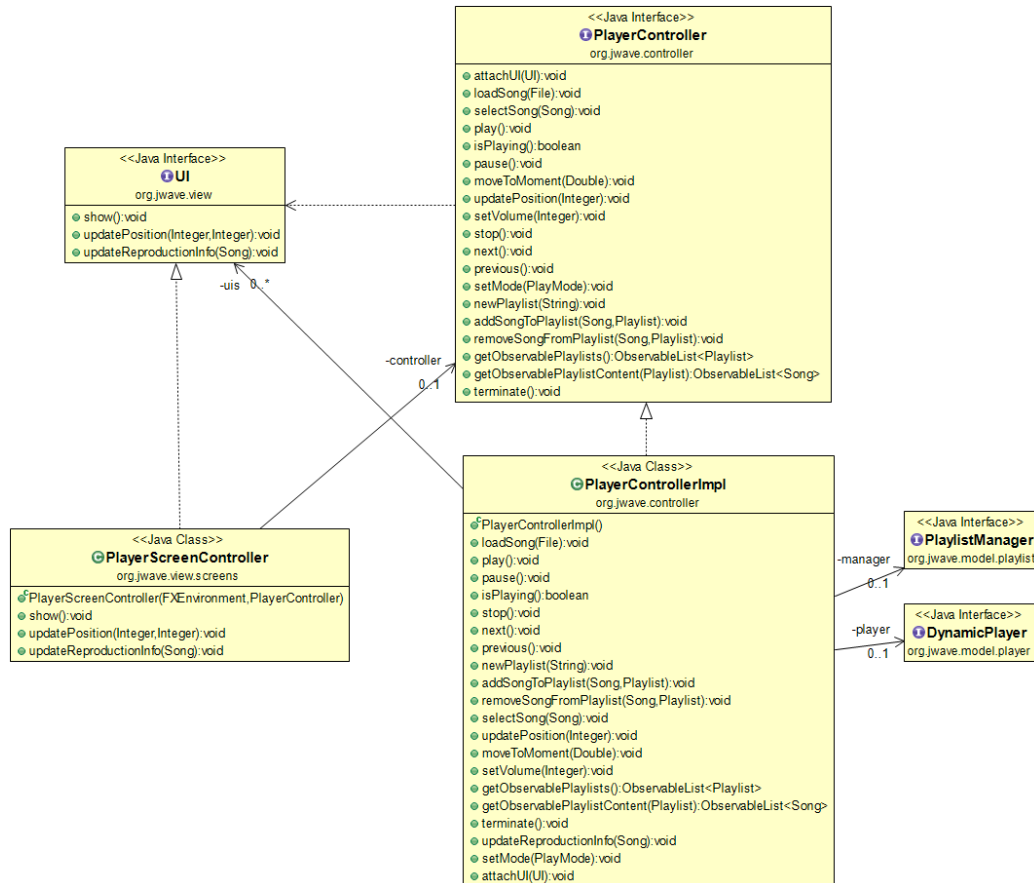 <<Java Interface>>
PlayerController
org.jwave.controller
attachUI(UI):void
loadSong(File):void
selectSong(Song):void
play():void
isPlaying():boolean
pause():void
moveToMoment(Double):void
updatePosition(Integer):void
setVolume(Integer):void
stop():void
next():void
previous():void
setMode(PlayMode):void
newPlaylist(String):void
addSongToPlaylist(Song,Playlist):void
removeSongFromPlaylist(Song,Playlist):void
getObservablePlaylists():ObservableList<Playlist>
getObservablePlaylistContent(Playlist):ObservableList<Song>
terminate():void
<<Java Interface>>
UI
org.jwave.view
show():void
updatePosition(Integer,Integer):void
updateReproductionInfo(Song):void
-uis 0..*
-controller
0..1
<<Java Class>>
PlayerScreenController
org.jwave.view.screens
PlayerScreenController(FXEnvironment,PlayerController)
show():void
updatePosition(Integer,Integer):void
updateReproductionInfo(Song):void
<<Java Class>>
PlayerControllerImpl
org.jwave.controller
PlayerControllerImpl()
loadSong(File):void
play():void
pause():void
isPlaying():boolean
stop():void
next():void
previous():void
newPlaylist(String):void
addSongToPlaylist(Song,Playlist):void
removeSongFromPlaylist(Song,Playlist):void
selectSong(Song):void
updatePosition(Integer):void
moveToMoment(Double):void
setVolume(Integer):void
getObservablePlaylists():ObservableList<Playlist>
getObservablePlaylistContent(Playlist):ObservableList<Song>
terminate():void
updateReproductionInfo(Song):void
setMode(PlayMode):void
attachUI(UI):void
-manager
0..1
<<Java Interface>>
PlaylistManager
org.jwave.model.playlist
-player
0..1
<<Java Interface>>
DynamicPlayer
org.jwave.model.player